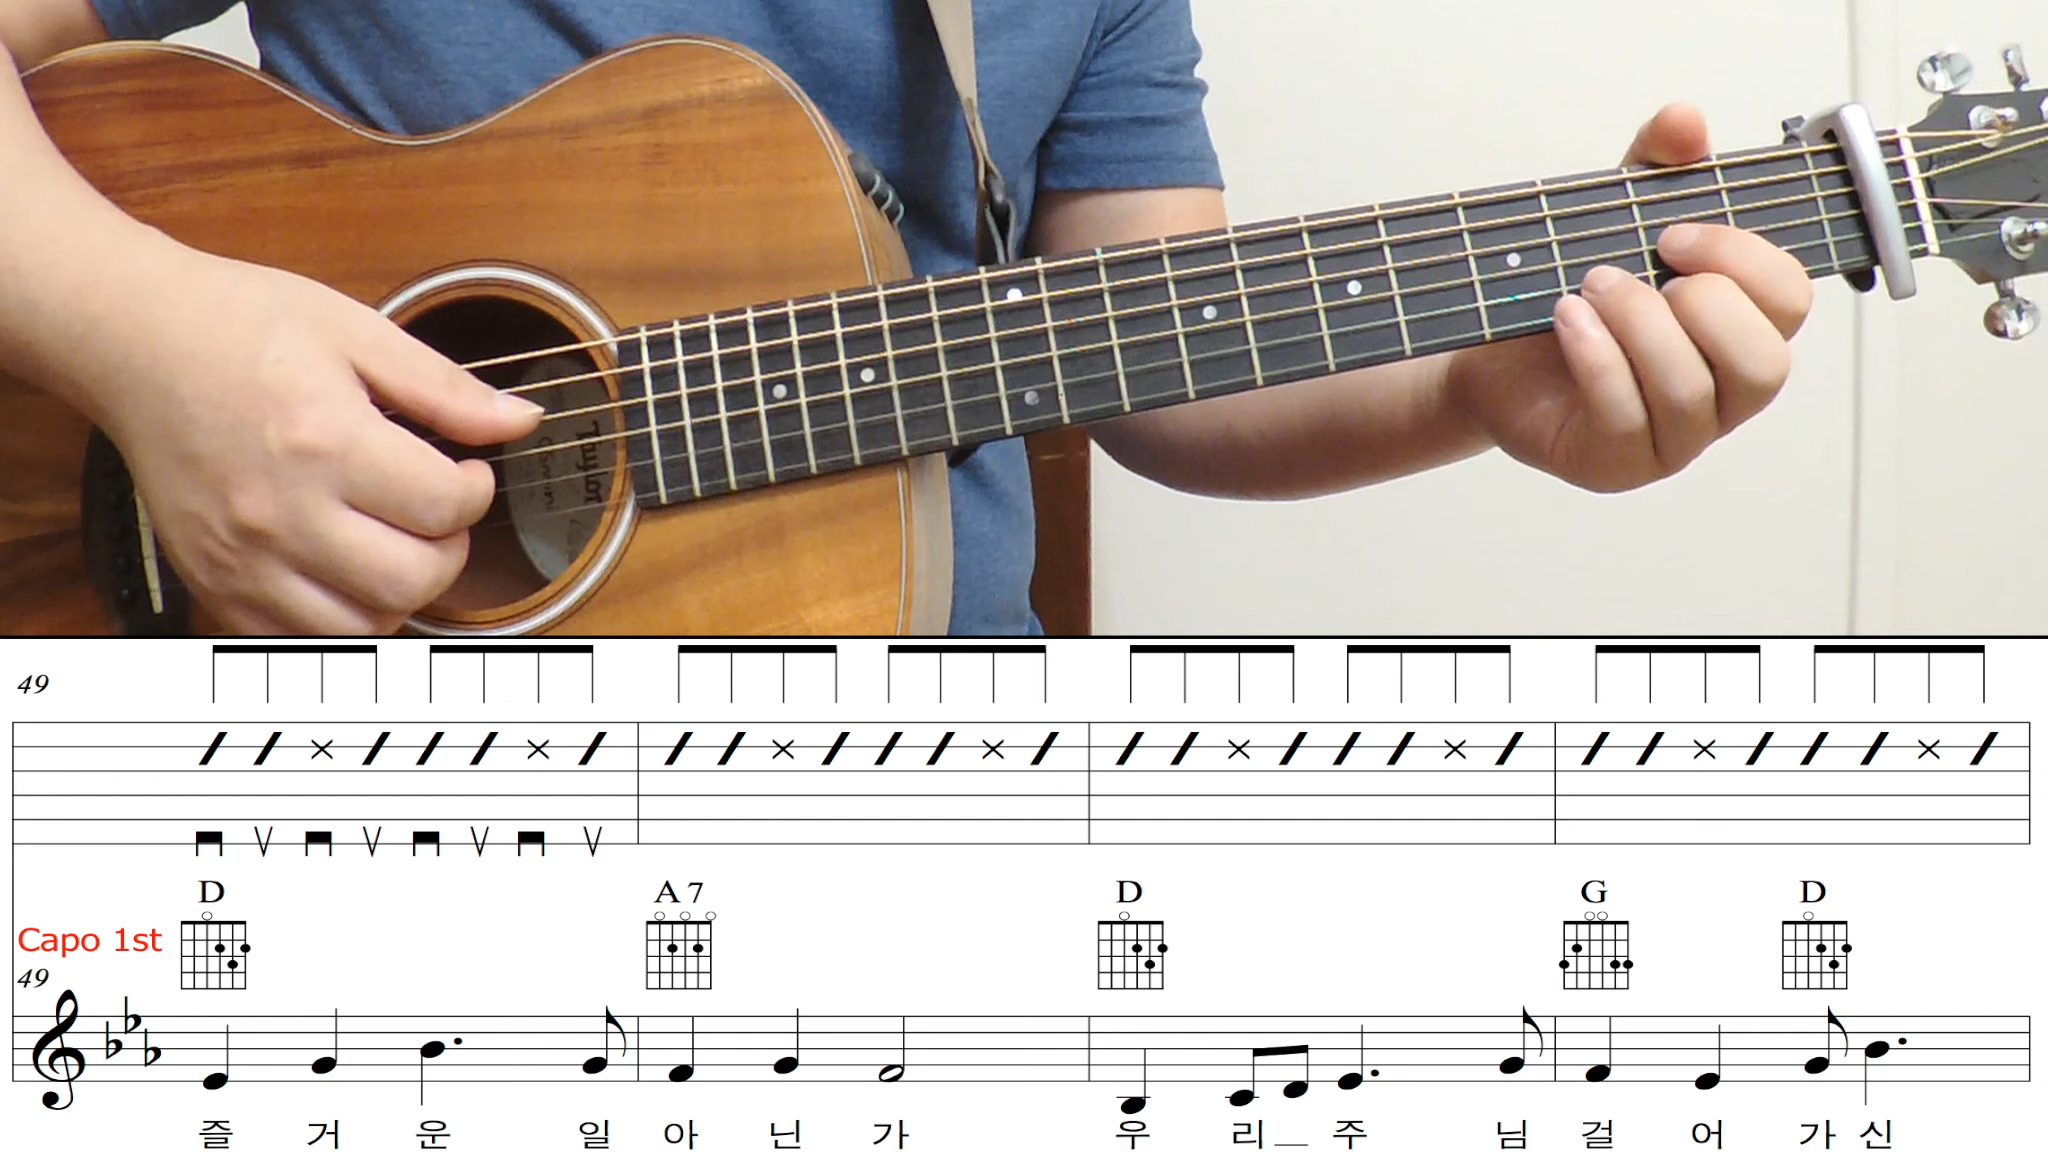 Taylor
49
D A7 D G D
Capo 1st
49
즐 거 운 일 아 닌 가 우 리 주 님 걸 어 가 신